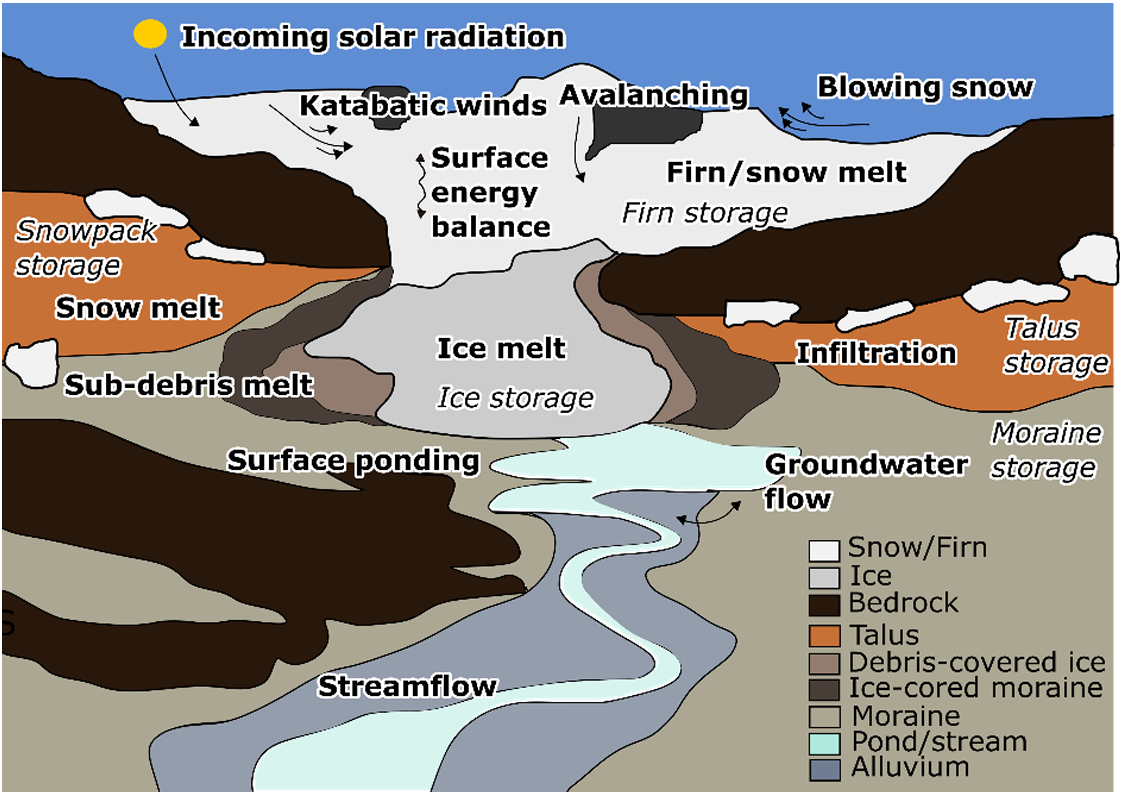 Incoming solar radiation
Katabatic winds
Avalanching
Blowing snow
Surface
energy
balance
Firn/snow melt
Firn storage
Snowpack
storage
Snow melt
Ice melt
Ice storage
Infiltration
Talus
storage
Sub-debris melt
Moraine
storage
Surface ponding
Groundwater
flow
Streamflow
S
Snow/Firn
Ice
Bedrock
Talus
Debris-covered ice
Ice-cored moraine
Moraine
Pond/stream
Alluvium